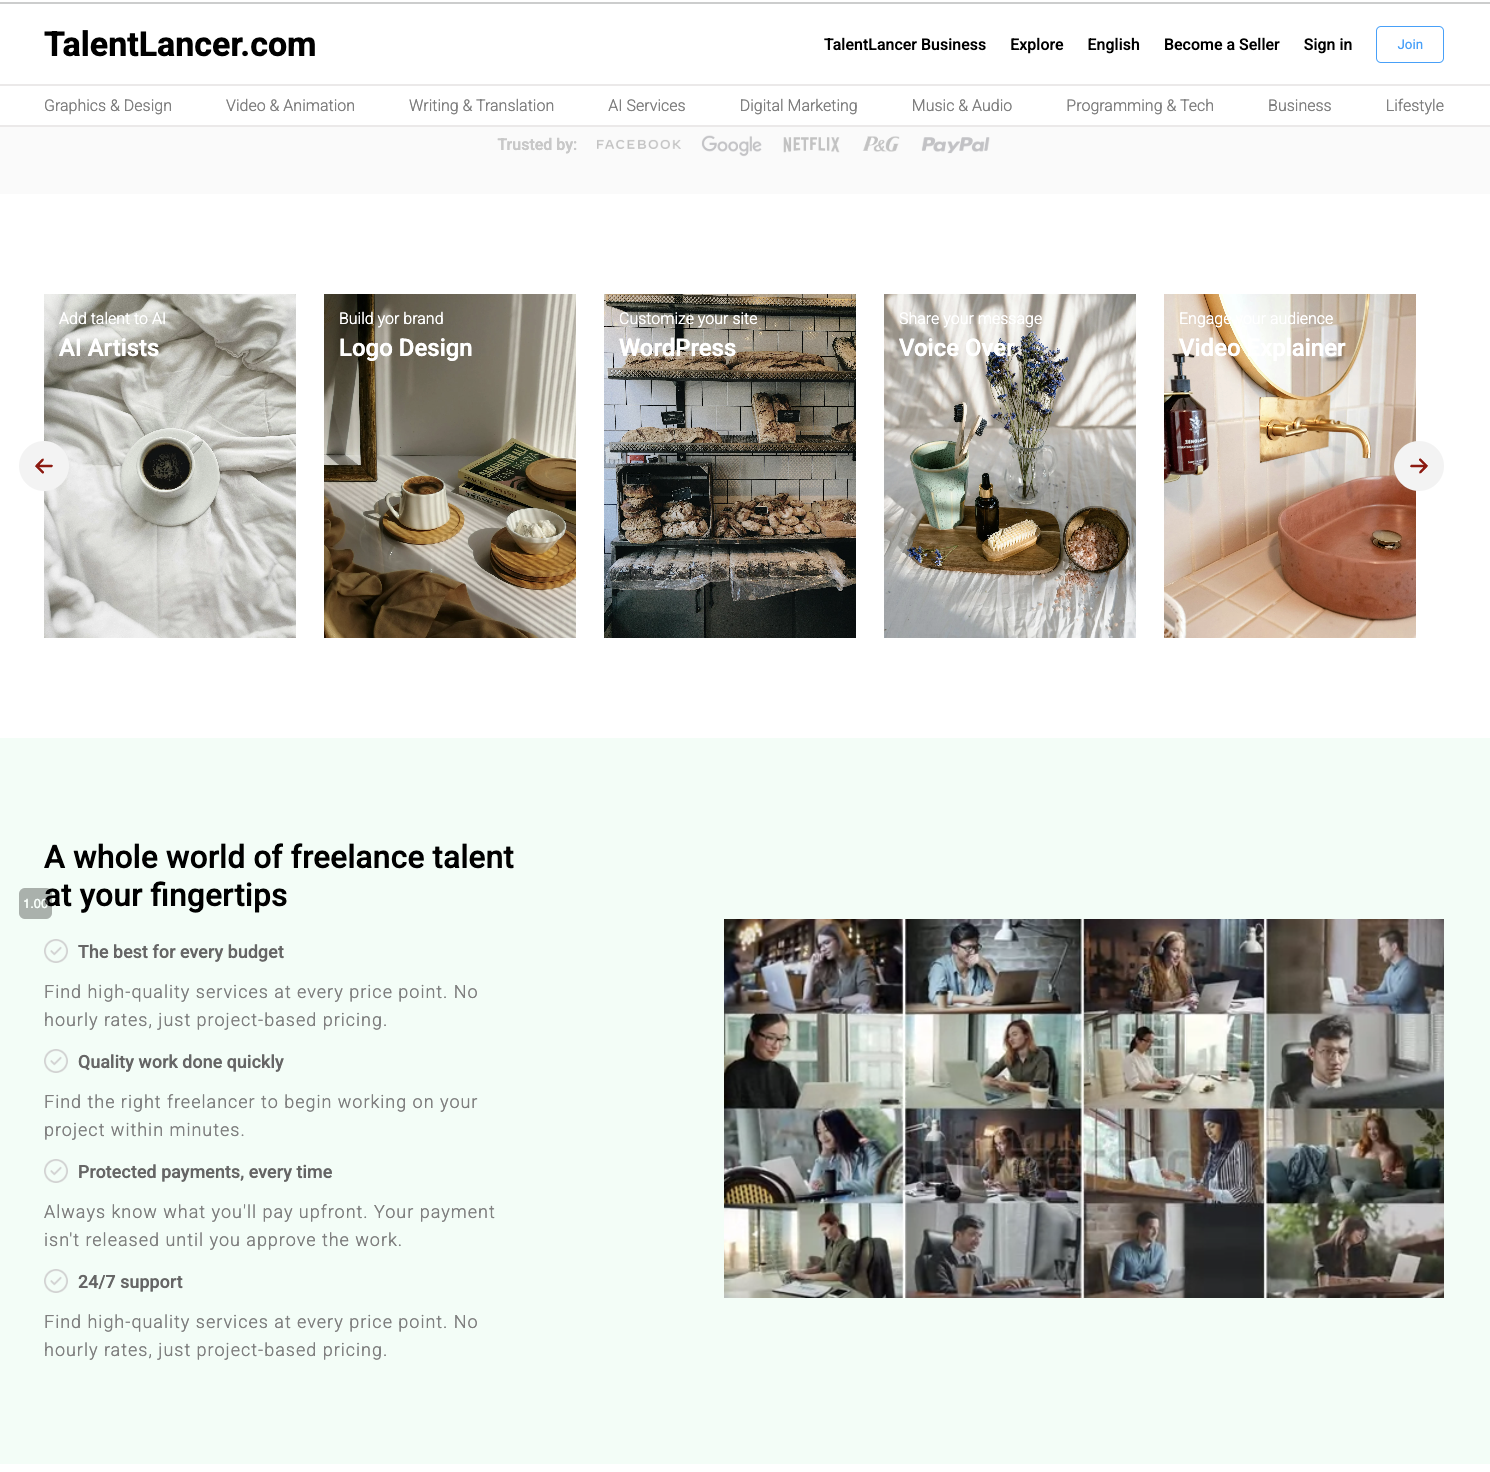 TalentLancer.com
TalentLancer Business Explore English Become a Seller Sign in Join
Graphics & Design Video & Animation Writing & Translation AI Services Digital Marketing Music & Audio Programming & Tech Business Lifestyle
Trusted by: FACEBOOK Google NETFLIX P&G PayPal
Add talent to AI
AI Artists
Build yor brand
Logo Design
Customize your site
WordPress
Share your message
Voice Over
Engage your audience
Video Explainer
A whole world of freelance talent
at your fingertips
1.00
The best for every budget
Find high-quality services at every price point. No
hourly rates, just project-based pricing.
Quality work done quickly
Find the right freelancer to begin working on your
project within minutes.
Protected payments, every time
Always know what you'll pay upfront. Your payment
isn't released until you approve the work.
24/7 support
Find high-quality services at every price point. No
hourly rates, just project-based pricing.